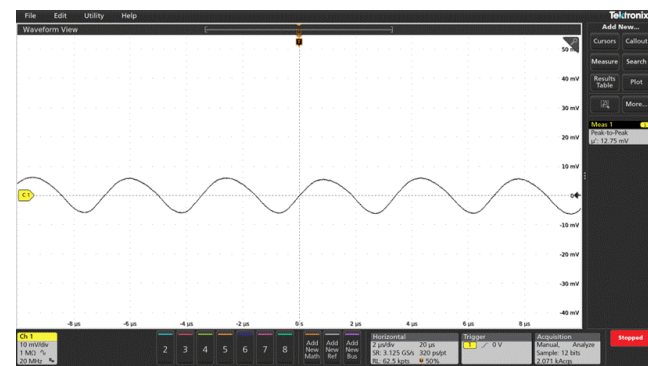 File Edit Utility Help
Tektronix
Waveform View
Add New...
Cursors Callout
Measure Search
Results Table Plot
More...
Meas 1
Peak-to-Peak
µ': 12.75 mV
40 mV
30 mV
20 mV
10 mV
C1
-10 mV
-20 mV
-30 mV
-40 mV
-8 µs -6 µs -4 µs -2 µs 0 s 2 µs 4 µs 6 µs 8 µs
Ch 1
10 mV/div
1 MΩ
20 MHz
2 3 4 5 6 7 8
Add New Math
Add New Ref
Add New Bus
Horizontal
2 µs/div 20 µs
SR: 3.125 GS/s 320 ps/pt
RL: 62.5 kpts 50%
Trigger
1 0 V
Acquisition
Manual, Analyze
Sample: 12 bits
2.071 kAcqs
Stopped